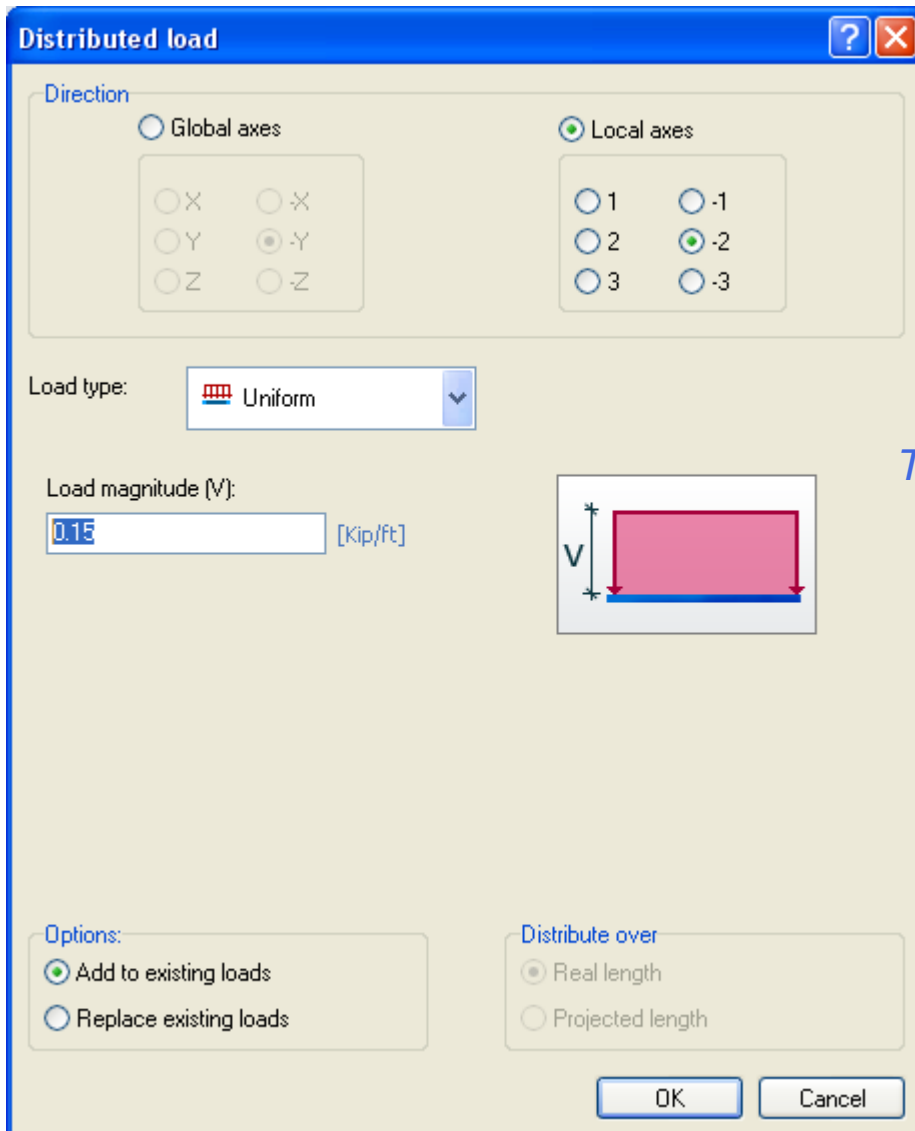 Distributed load
Direction
Global axes
Local axes
X -X
Y -Y
Z -Z
1 -1
2 -2
3 -3
Load type: Uniform
7
Load magnitude (V):
0.15 [Kip/ft]
V
Options:
Add to existing loads
Replace existing loads
Distribute over
Real length
Projected length
OK Cancel